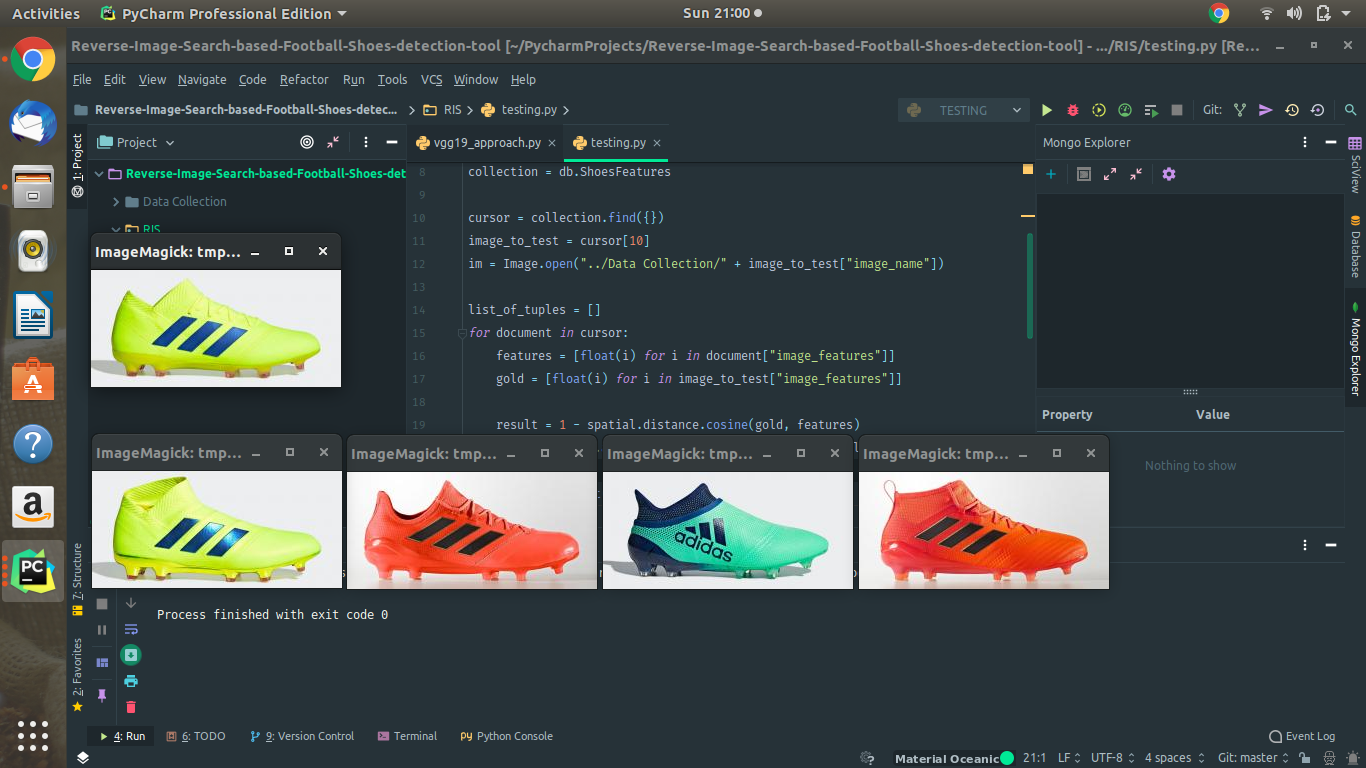 Activities PyCharm Professional Edition Sun 21:00
Reverse-Image-Search-based-Football-Shoes-detection-tool [~/PycharmProjects/Reverse-Image-Search-based-Football-Shoes-detection-tool] - .../RIS/testing.py [Re...
File Edit View Navigate Code Refactor Run Tools VCS Window Help
Reverse-Image-Search-based-Football-Shoes-detec... RIS testing.py TESTING Git:
1: Project
Project
vgg19_approach.py testing.py
Mongo Explorer
Reverse-Image-Search-based-Football-Shoes-det
Data Collection
RIS
8 collection = db.ShoesFeatures
9
10 cursor = collection.find({})
11 image_to_test = cursor[10]
12 im = Image.open("../Data Collection/" + image_to_test["image_name"])
13
14 list_of_tuples = []
15 for document in cursor:
16 features = [float(i) for i in document["image_features"]]
17 gold = [float(i) for i in image_to_test["image_features"]]
18
19 result = 1 - spatial.distance.cosine(gold, features)
SciView
Database
Mongo Explorer
Property Value
Nothing to show
ImageMagick: tmp...
ImageMagick: tmp...
ImageMagick: tmp...
ImageMagick: tmp...
adidas
ImageMagick: tmp...
Process finished with exit code 0
7: Structure
2: Favorites
a
PC
4: Run 6: TODO 9: Version Control Terminal Python Console Event Log
Material Oceanic 21:1 LF UTF-8 4 spaces Git: master